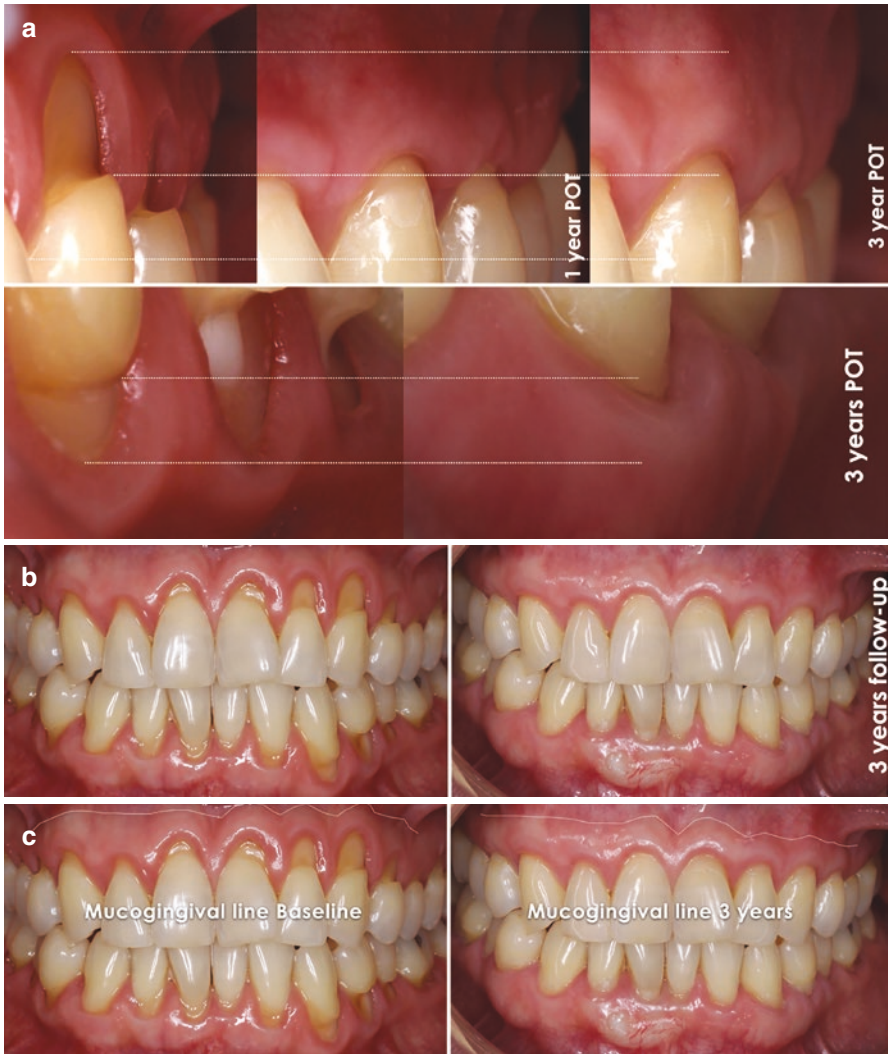 a
1 year POT
3 year POT
3 years POT
b
3 years follow-up
c
Mucogingival line Baseline
Mucogingival line 3 years